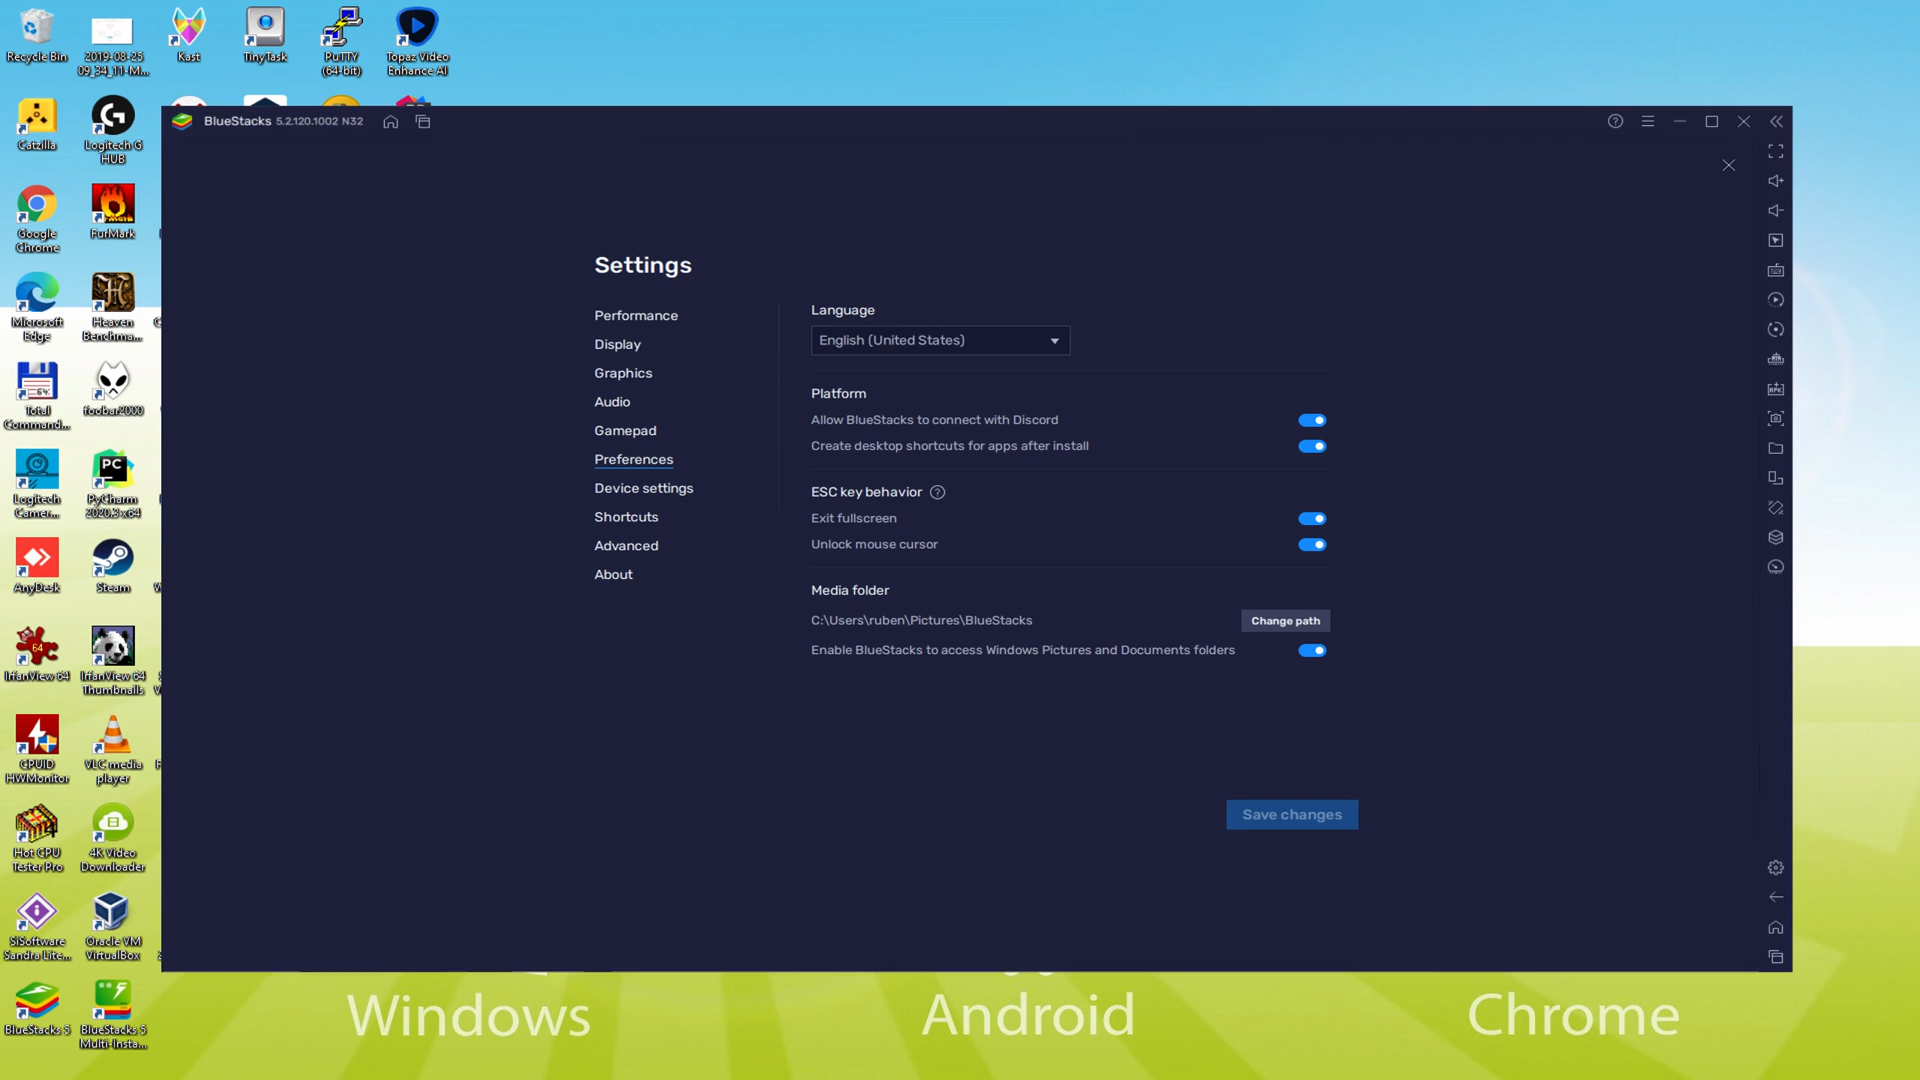 Recycle Bin
2019-08-25
09_34_11-M...
Kast
TinyTask
PuTTY
(64-bit)
Topaz Video
Enhance AI
Catzilla
Logitech G
HUB
Google
Chrome
FurMark
Microsoft
Edge
Heaven
Benchma...
Total
Command...
foobar2000
Logitech
Camer...
PyCharm
2020.3 x64
AnyDesk
Steam
IrfanView 64
IrfanView 64
Thumbnails
CPUID
HWMonitor
VLC media
player
Hot CPU
Tester Pro
4K Video
Downloader
SiSoftware
Sandra Lite...
Oracle VM
VirtualBox
BlueStacks 5
BlueStacks 5
Multi-Insta...
BlueStacks 5.2.120.1002 N32
Settings
Performance
Display
Graphics
Audio
Gamepad
Preferences
Device settings
Shortcuts
Advanced
About
Language
English (United States)
Platform
Allow BlueStacks to connect with Discord
Create desktop shortcuts for apps after install
ESC key behavior
Exit fullscreen
Unlock mouse cursor
Media folder
C:\Users\ruben\Pictures\BlueStacks
Change path
Enable BlueStacks to access Windows Pictures and Documents folders
Save changes
Windows
Android
Chrome